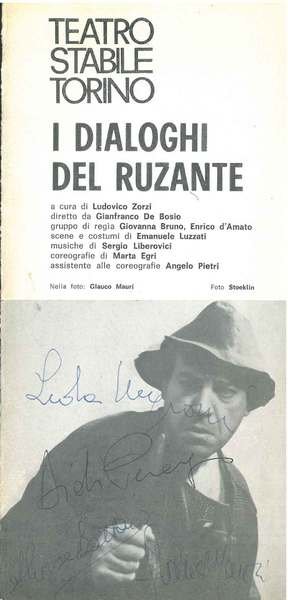 TEATRO
STABILE
TORINO
I DIALOGHI
DEL RUZANTE
a cura di Ludovico Zorzi
diretto da Gianfranco De Bosio
gruppo di regia Giovanna Bruno, Enrico d'Amato
scene e costumi di Emanuele Luzzati
musiche di Sergio Liberovici
coreografie di Marta Egri
assistente alle coreografie Angelo Pietri
Nella foto: Glauco Mauri Foto Stoeklin